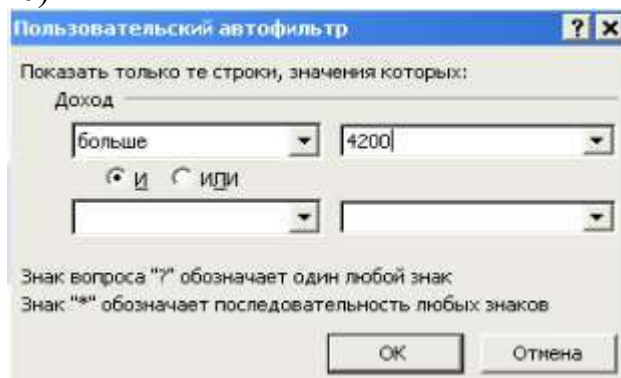 Пользовательский автофильтр ? ×
Показать только те строки, значения которых:
Доход
больше 4200
И ИЛИ
Знак вопроса "?" обозначает один любой знак
Знак "*" обозначает последовательность любых знаков
ОК Отмена